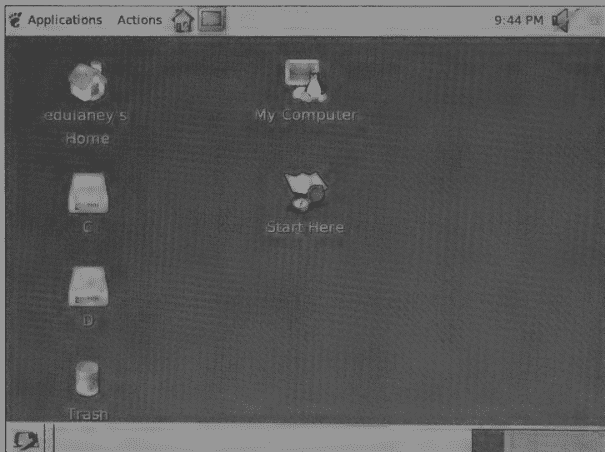 Applications Actions 9:44 PM
edulaney's
Home
My Computer
C
Start Here
D
Trash